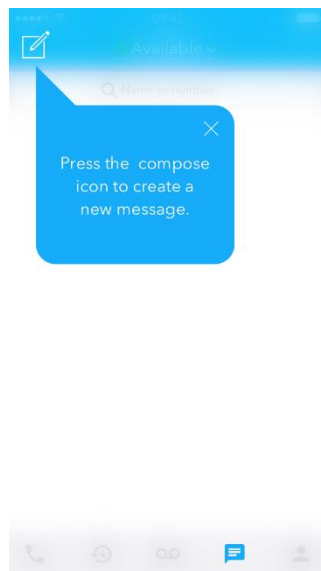 Available
Name or number
Press the compose
icon to create a
new message.